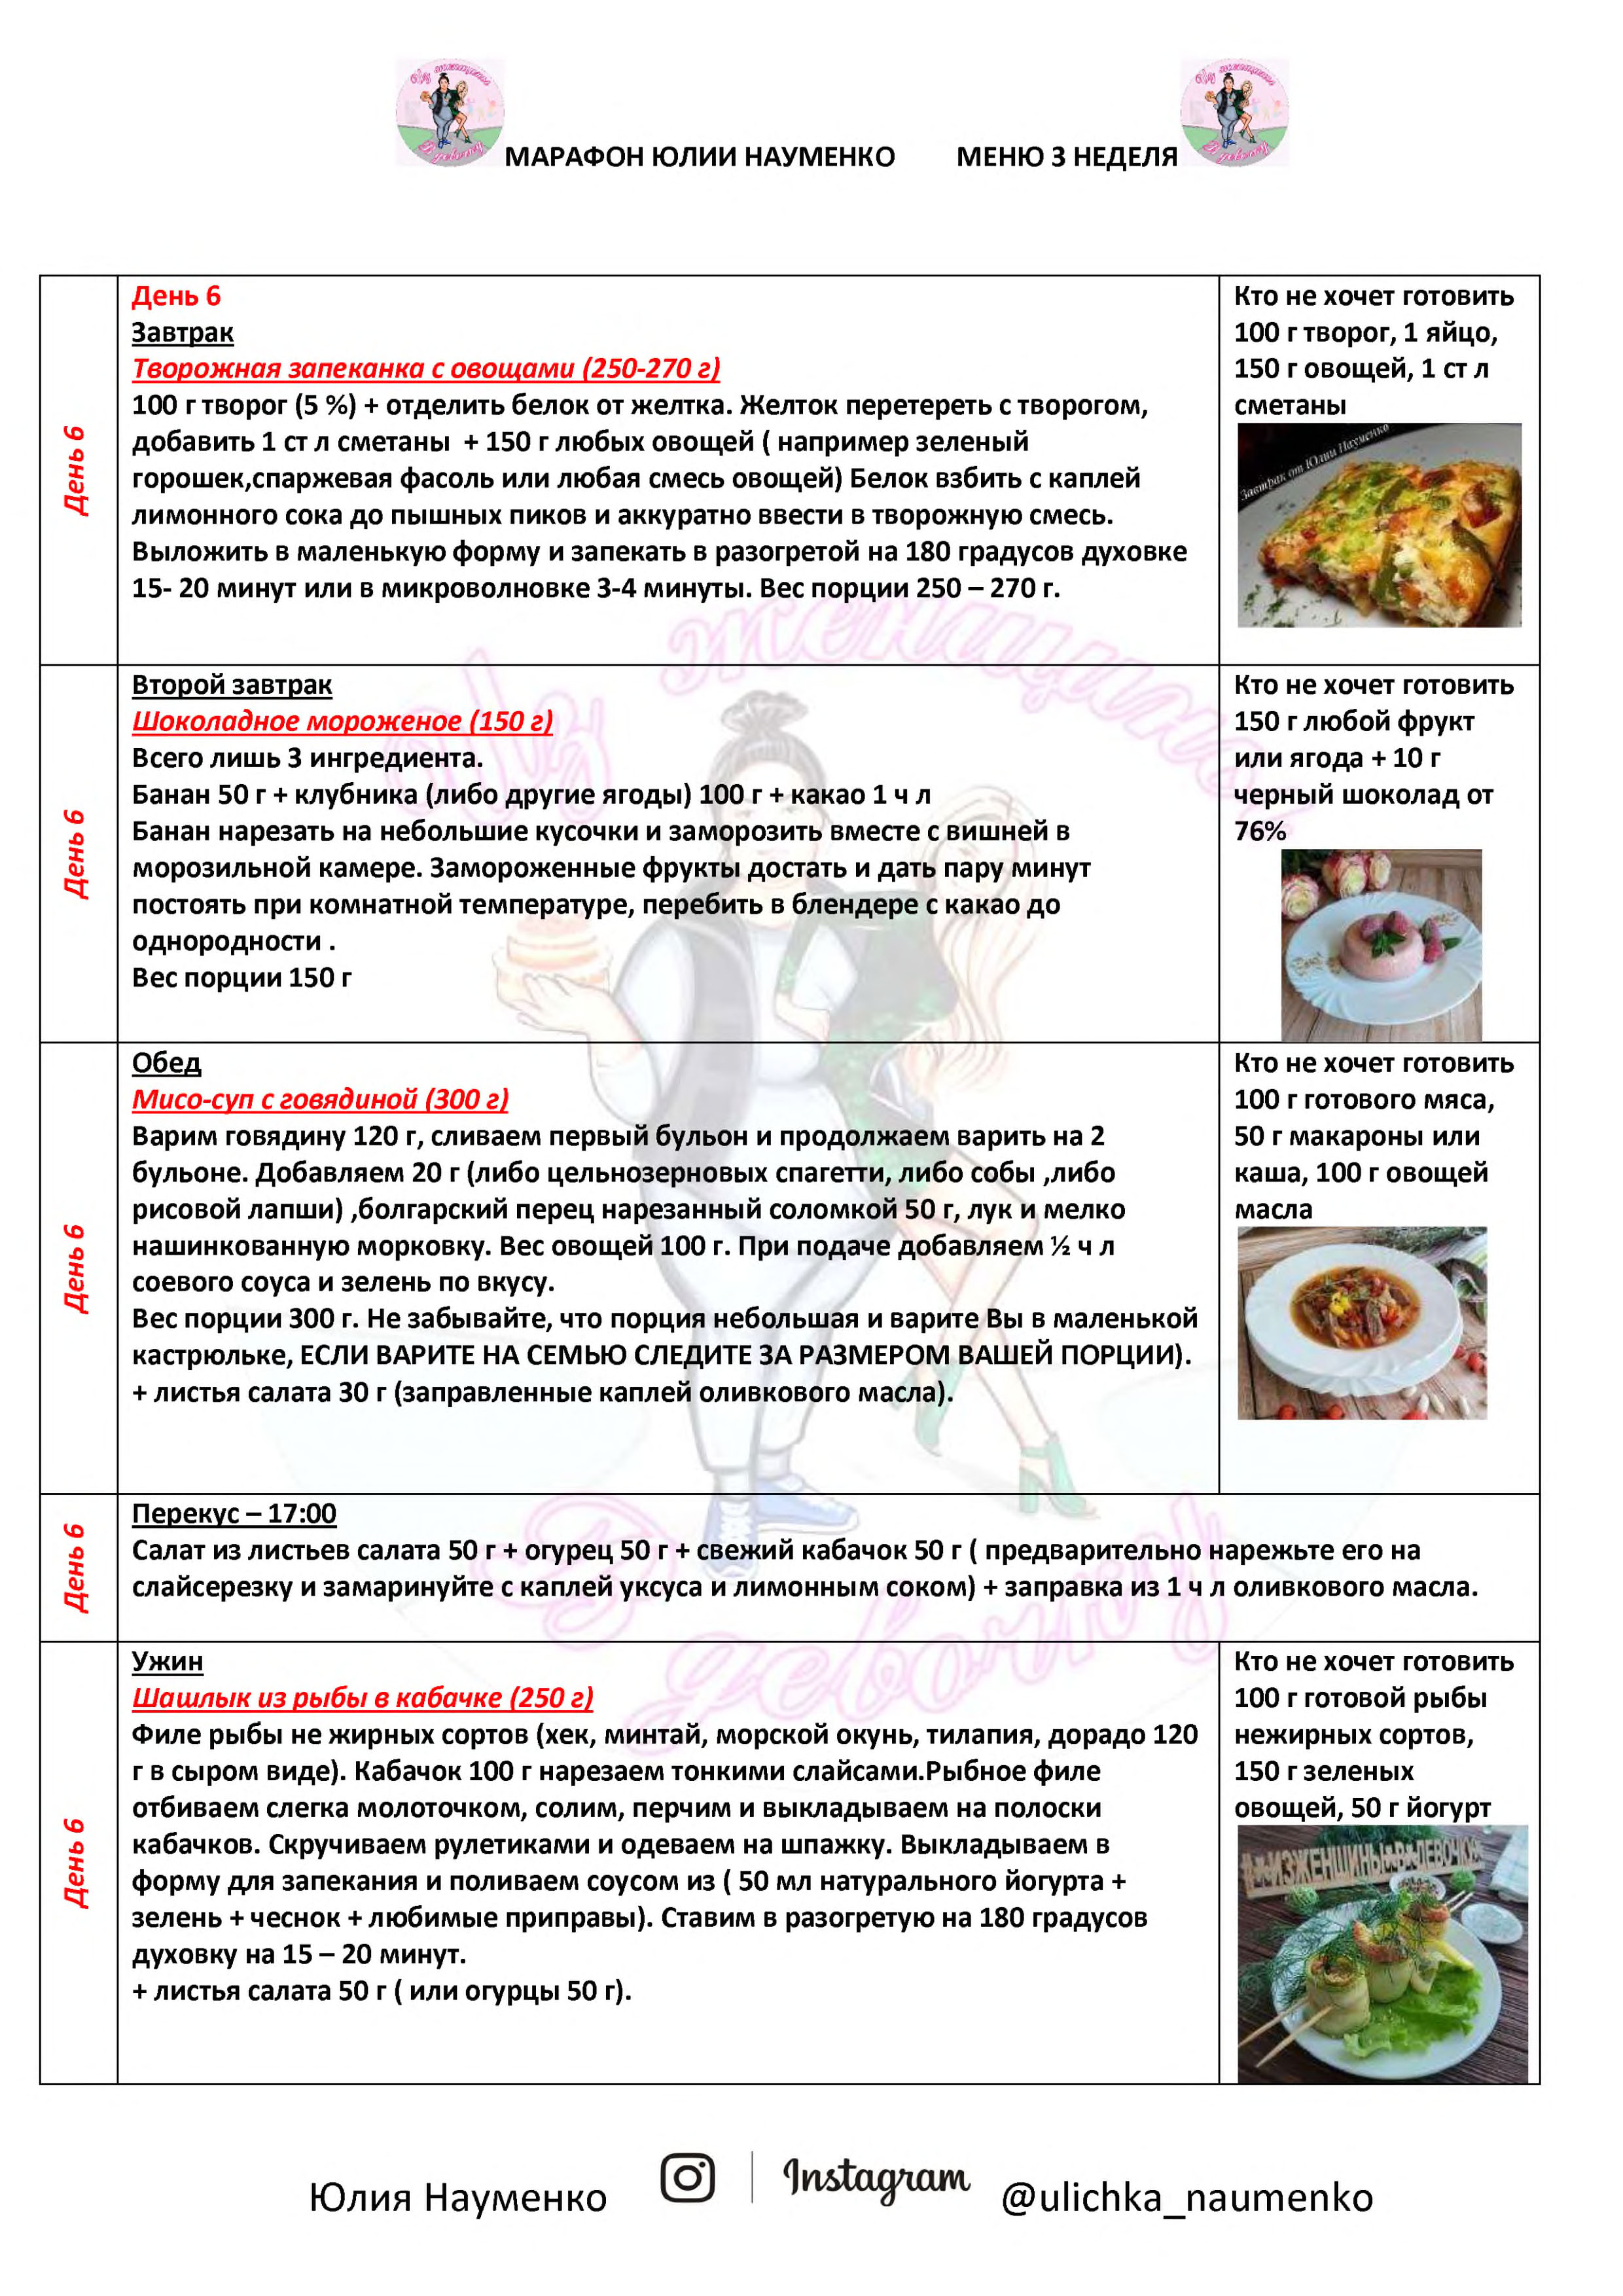 МАРАФОН ЮЛИИ НАУМЕНКО МЕНЮ 3 НЕДЕЛЯ
День 6
День 6
Завтрак
Творожная запеканка с овощами (250-270 г)
100 г творог (5 %) + отделить белок от желтка. Желток перетереть с творогом,
добавить 1 ст л сметаны + 150 г любых овощей ( например зеленый
горошек,спаржевая фасоль или любая смесь овощей) Белок взбить с каплей
лимонного сока до пышных пиков и аккуратно ввести в творожную смесь.
Выложить в маленькую форму и запекать в разогретой на 180 градусов духовке
15- 20 минут или в микроволновке 3-4 минуты. Вес порции 250 – 270 г.
Кто не хочет готовить
100 г творог, 1 яйцо,
150 г овощей, 1 ст л
сметаны
Завтрак от Юлии Науменко
День 6
Второй завтрак
Шоколадное мороженое (150 г)
Всего лишь 3 ингредиента.
Банан 50 г + клубника (либо другие ягоды) 100 г + какао 1 ч л
Банан нарезать на небольшие кусочки и заморозить вместе с вишней в
морозильной камере. Замороженные фрукты достать и дать пару минут
постоять при комнатной температуре, перебить в блендере с какао до
однородности .
Вес порции 150 г
Кто не хочет готовить
150 г любой фрукт
или ягода + 10 г
черный шоколад от
76%
День 6
Обед
Мисо-суп с говядиной (300 г)
Варим говядину 120 г, сливаем первый бульон и продолжаем варить на 2
бульоне. Добавляем 20 г (либо цельнозерновых спагетти, либо собы ,либо
рисовой лапши) ,болгарский перец нарезанный соломкой 50 г, лук и мелко
нашинкованную морковку. Вес овощей 100 г. При подаче добавляем ½ ч л
соевого соуса и зелень по вкусу.
Вес порции 300 г. Не забывайте, что порция небольшая и варите Вы в маленькой
кастрюльке, ЕСЛИ ВАРИТЕ НА СЕМЬЮ СЛЕДИТЕ ЗА РАЗМЕРОМ ВАШЕЙ ПОРЦИИ).
+ листья салата 30 г (заправленные каплей оливкового масла).
Кто не хочет готовить
100 г готового мяса,
50 г макароны или
каша, 100 г овощей
масла
День 6
Перекус – 17:00
Салат из листьев салата 50 г + огурец 50 г + свежий кабачок 50 г ( предварительно нарежьте его на
слайсерезку и замаринуйте с каплей уксуса и лимонным соком) + заправка из 1 ч л оливкового масла.
День 6
Ужин
Шашлык из рыбы в кабачке (250 г)
Филе рыбы не жирных сортов (хек, минтай, морской окунь, тилапия, дорадо 120
г в сыром виде). Кабачок 100 г нарезаем тонкими слайсами.Рыбное филе
отбиваем слегка молоточком, солим, перчим и выкладываем на полоски
кабачков. Скручиваем рулетиками и одеваем на шпажку. Выкладываем в
форму для запекания и поливаем соусом из ( 50 мл натурального йогурта +
зелень + чеснок + любимые приправы). Ставим в разогретую на 180 градусов
духовку на 15 – 20 минут.
+ листья салата 50 г ( или огурцы 50 г).
Кто не хочет готовить
100 г готовой рыбы
нежирных сортов,
150 г зеленых
овощей, 50 г йогурт
ИЗЖЕНЩИНЫ В ДЕВОЧКУ
Из женщины
В девочку
Юлия Науменко Instagram @ulichka_naumenko